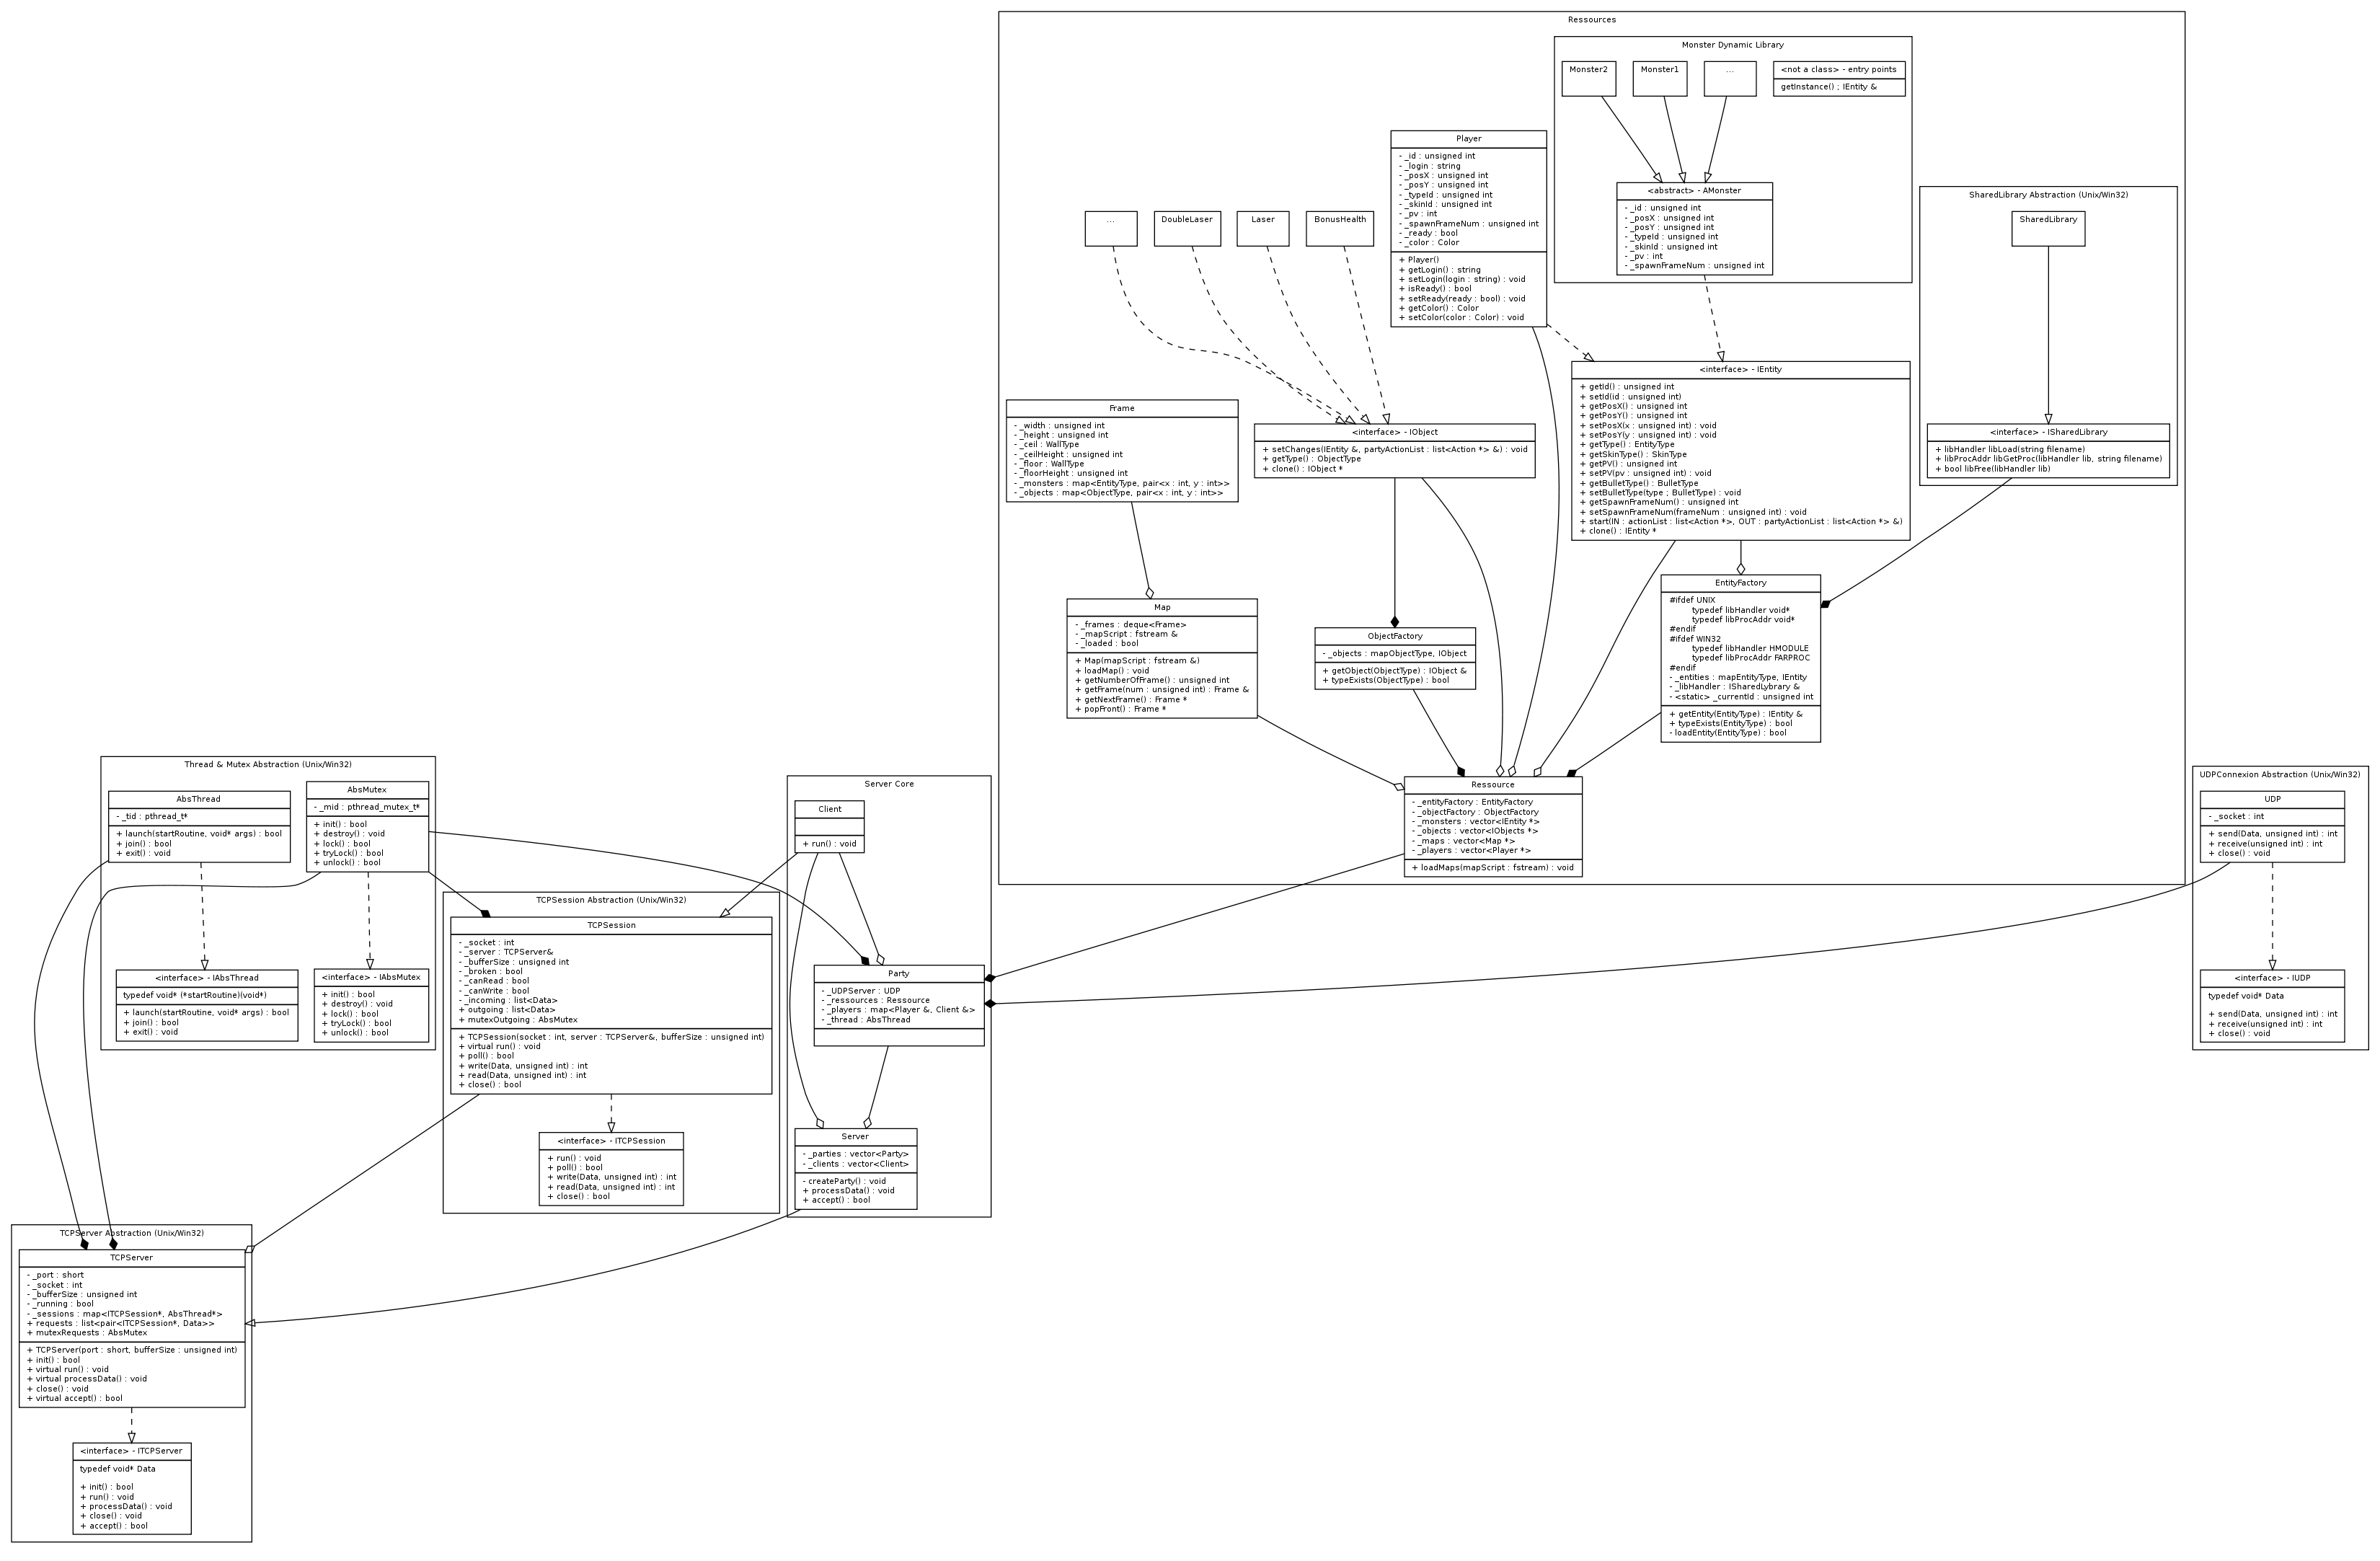 Ressources
Monster Dynamic Library
Monster2
Monster1
...
<not a class> - entry points
getInstance() ; IEntity &
Player
- _id : unsigned int
- _login : string
- _posX : unsigned int
- _posY : unsigned int
- _typeId : unsigned int
- _skinId : unsigned int
- _pv : int
- _spawnFrameNum : unsigned int
- _ready : bool
- _color : Color
+ Player()
+ getLogin() : string
+ setLogin(login : string) : void
+ isReady() : bool
+ setReady(ready : bool) : void
+ getColor() : Color
+ setColor(color : Color) : void
<abstract> - AMonster
- _id : unsigned int
- _posX : unsigned int
- _posY : unsigned int
- _typeId : unsigned int
- _skinId : unsigned int
- _pv : int
- _spawnFrameNum : unsigned int
SharedLibrary Abstraction (Unix/Win32)
SharedLibrary
...
DoubleLaser
Laser
BonusHealth
<interface> - IEntity
+ getId() : unsigned int
+ setId(id : unsigned int)
+ getPosX() : unsigned int
+ getPosY() : unsigned int
+ setPosX(x : unsigned int) : void
+ setPosY(y : unsigned int) : void
+ getType() : EntityType
+ getSkinType() : SkinType
+ getPV() : unsigned int
+ setPV(pv : unsigned int) : void
+ getBulletType() : BulletType
+ setBulletType(type ; BulletType) : void
+ getSpawnFrameNum() : unsigned int
+ setSpawnFrameNum(frameNum : unsigned int) : void
+ start(IN : actionList : list<Action *>, OUT : partyActionList : list<Action *> &)
+ clone() : IEntity *
Frame
- _width : unsigned int
- _height : unsigned int
- _ceil : WallType
- _ceilHeight : unsigned int
- _floor : WallType
- _floorHeight : unsigned int
- _monsters : map<EntityType, pair<x : int, y : int>>
- _objects : map<ObjectType, pair<x : int, y : int>>
<interface> - IObject
+ setChanges(IEntity &, partyActionList : list<Action *> &) : void
+ getType() : ObjectType
+ clone() : IObject *
<interface> - ISharedLibrary
+ libHandler libLoad(string filename)
+ libProcAddr libGetProc(libHandler lib, string filename)
+ bool libFree(libHandler lib)
EntityFactory
#ifdef UNIX
typedef libHandler void*
typedef libProcAddr void*
#endif
#ifdef WIN32
typedef libHandler HMODULE
typedef libProcAddr FARPROC
#endif
- _entities : mapEntityType, IEntity
- _libHandler : ISharedLybrary &
- <static> _currentId : unsigned int
+ getEntity(EntityType) : IEntity &
+ typeExists(EntityType) : bool
- loadEntity(EntityType) : bool
Map
- _frames : deque<Frame>
- _mapScript : fstream &
- _loaded : bool
+ Map(mapScript : fstream &)
+ loadMap() : void
+ getNumberOfFrame() : unsigned int
+ getFrame(num : unsigned int) : Frame &
+ getNextFrame() : Frame *
+ popFront() : Frame *
ObjectFactory
- _objects : mapObjectType, IObject
+ getObject(ObjectType) : IObject &
+ typeExists(ObjectType) : bool
Ressource
- _entityFactory : EntityFactory
- _objectFactory : ObjectFactory
- _monsters : vector<IEntity *>
- _objects : vector<IObjects *>
- _maps : vector<Map *>
- _players : vector<Player *>
+ loadMaps(mapScript : fstream) : void
Thread & Mutex Abstraction (Unix/Win32)
AbsThread
- _tid : pthread_t*
+ launch(startRoutine, void* args) : bool
+ join() : bool
+ exit() : void
AbsMutex
- _mid : pthread_mutex_t*
+ init() : bool
+ destroy() : void
+ lock() : bool
+ tryLock() : bool
+ unlock() : bool
<interface> - IAbsThread
typedef void* (*startRoutine)(void*)
+ launch(startRoutine, void* args) : bool
+ join() : bool
+ exit() : void
<interface> - IAbsMutex
+ init() : bool
+ destroy() : void
+ lock() : bool
+ tryLock() : bool
+ unlock() : bool
Server Core
Client
+ run() : void
Party
- _UDPServer : UDP
- _ressources : Ressource
- _players : map<Player &, Client &>
- _thread : AbsThread
Server
- _parties : vector<Party>
- _clients : vector<Client>
- createParty() : void
+ processData() : void
+ accept() : bool
TCPSession Abstraction (Unix/Win32)
TCPSession
- _socket : int
- _server : TCPServer&
- _bufferSize : unsigned int
- _broken : bool
- _canRead : bool
- _canWrite : bool
- _incoming : list<Data>
+ outgoing : list<Data>
+ mutexOutgoing : AbsMutex
+ TCPSession(socket : int, server : TCPServer&, bufferSize : unsigned int)
+ virtual run() : void
+ poll() : bool
+ write(Data, unsigned int) : int
+ read(Data, unsigned int) : int
+ close() : bool
<interface> - ITCPSession
+ run() : void
+ poll() : bool
+ write(Data, unsigned int) : int
+ read(Data, unsigned int) : int
+ close() : bool
UDPConnexion Abstraction (Unix/Win32)
UDP
- _socket : int
+ send(Data, unsigned int) : int
+ receive(unsigned int) : int
+ close() : void
<interface> - IUDP
typedef void* Data
+ send(Data, unsigned int) : int
+ receive(unsigned int) : int
+ close() : void
TCPServer Abstraction (Unix/Win32)
TCPServer
- _port : short
- _socket : int
- _bufferSize : unsigned int
- _running : bool
- _sessions : map<ITCPSession*, AbsThread*>
+ requests : list<pair<ITCPSession*, Data>>
+ mutexRequests : AbsMutex
+ TCPServer(port : short, bufferSize : unsigned int)
+ init() : bool
+ virtual run() : void
+ virtual processData() : void
+ close() : void
+ virtual accept() : bool
<interface> - ITCPServer
typedef void* Data
+ init() : bool
+ run() : void
+ processData() : void
+ close() : void
+ accept() : bool